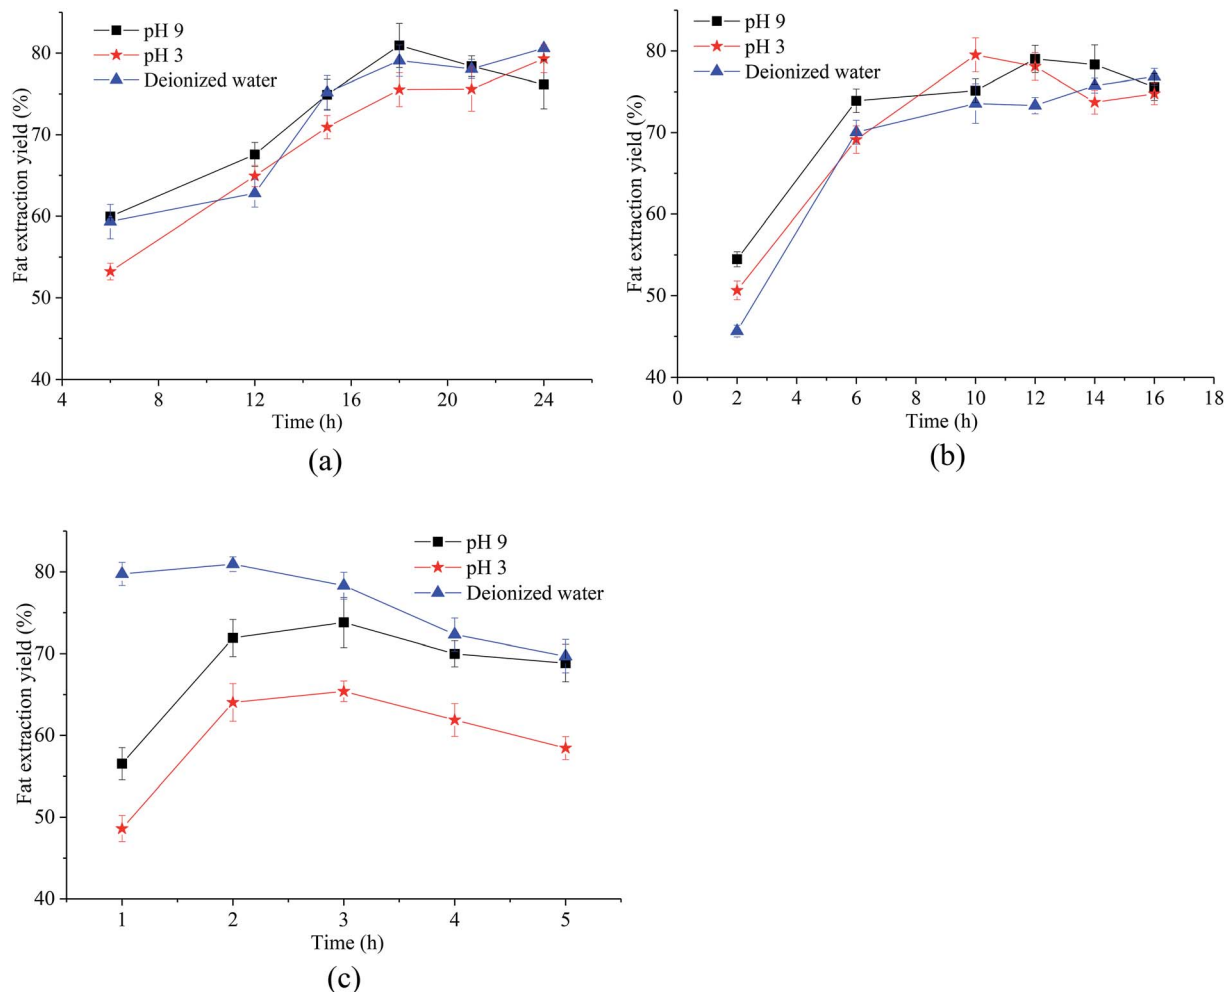 pH 9
pH 3
Deionized water
Fat extraction yield (%)
80
70
60
50
40
4 8 12 16 20 24
Time (h)
(a)
pH 9
pH 3
Deionized water
Fat extraction yield (%)
80
70
60
50
40
0 2 4 6 8 10 12 14 16 18
Time (h)
(b)
pH 9
pH 3
Deionized water
Fat extraction yield (%)
80
70
60
50
40
1 2 3 4 5
Time (h)
(c)